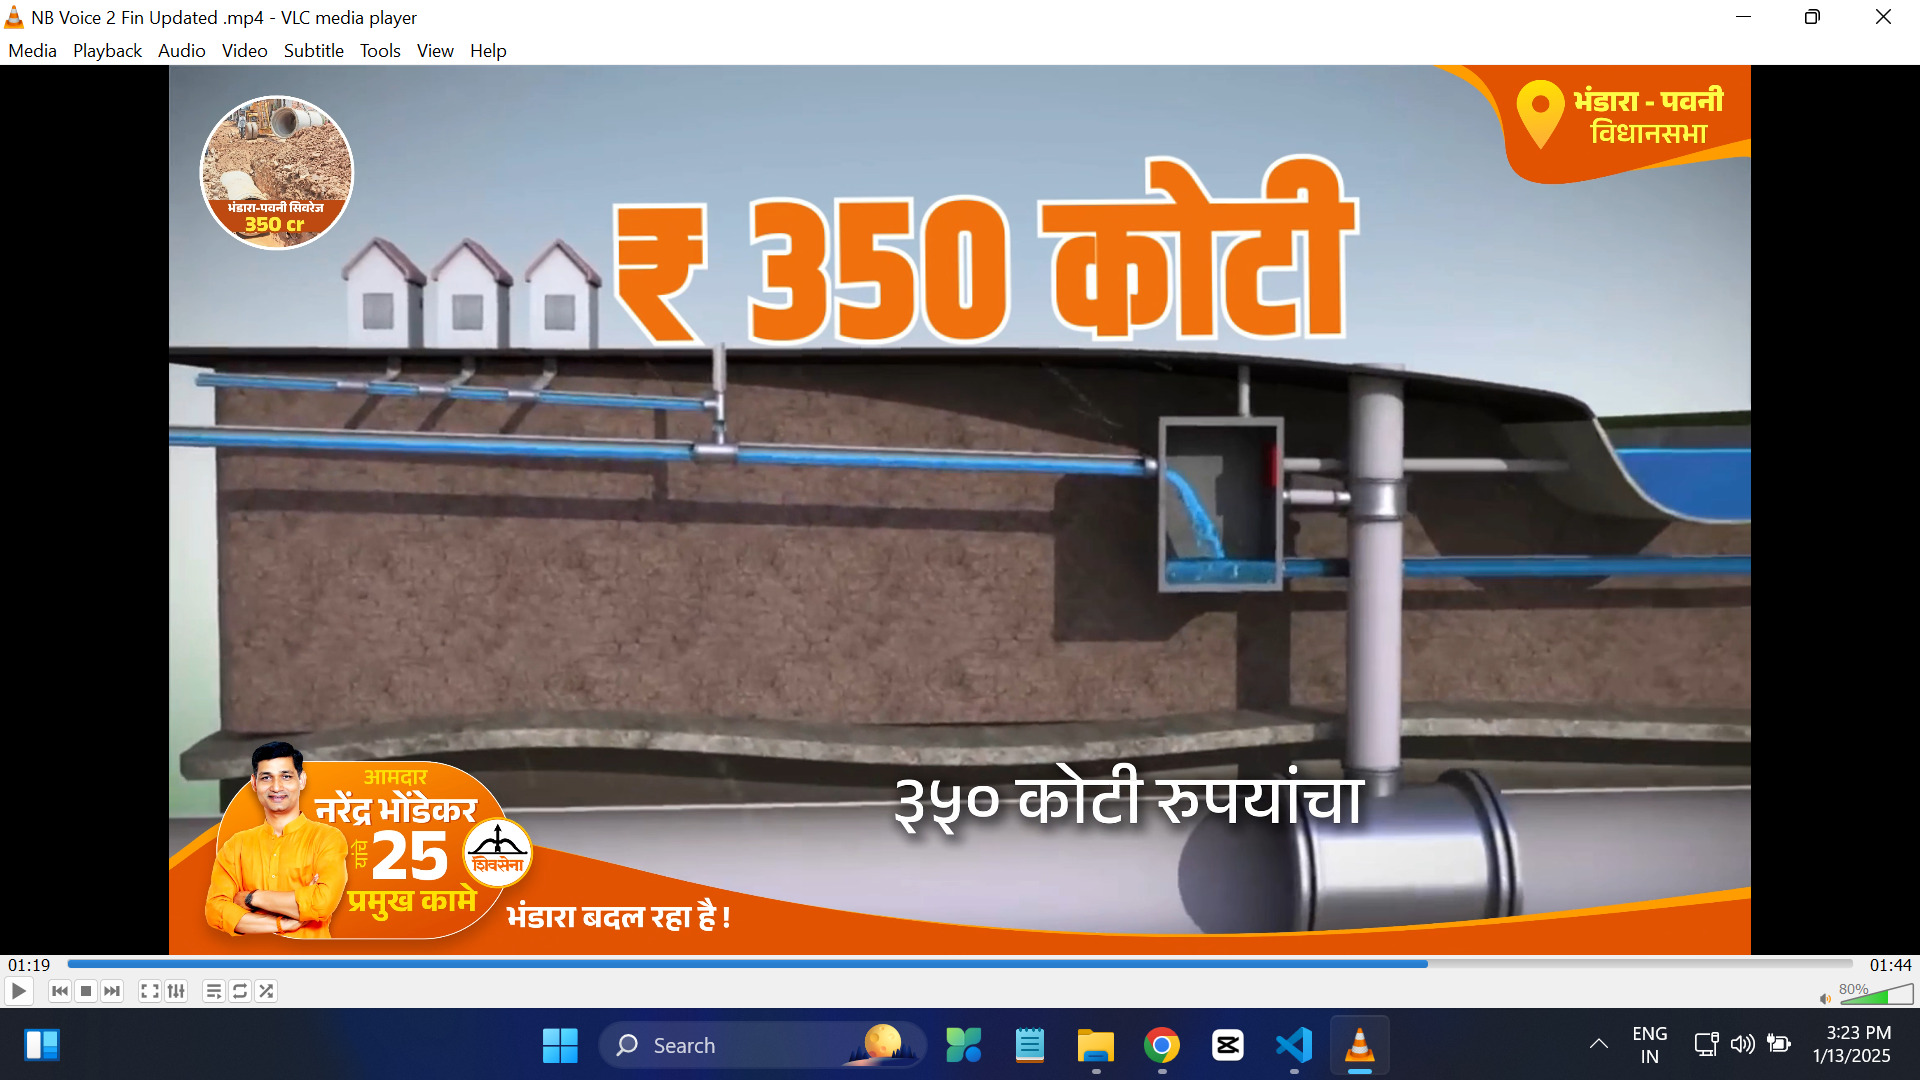 NB Voice 2 Fin Updated .mp4 - VLC media player
Media Playback Audio Video Subtitle Tools View Help
भंडारा - पवनी
विधानसभा
भंडारा-पवनी सिवरेज
350 cr
₹ 350 कोटी
३५० कोटी रुपयांचा
आमदार
नरेंद्र भोंडेकर
यांचे 25
प्रमुख कामे
शिवसेना
भंडारा बदल रहा है !
01:19
01:44
80%
Search
ENG
IN
3:23 PM
1/13/2025